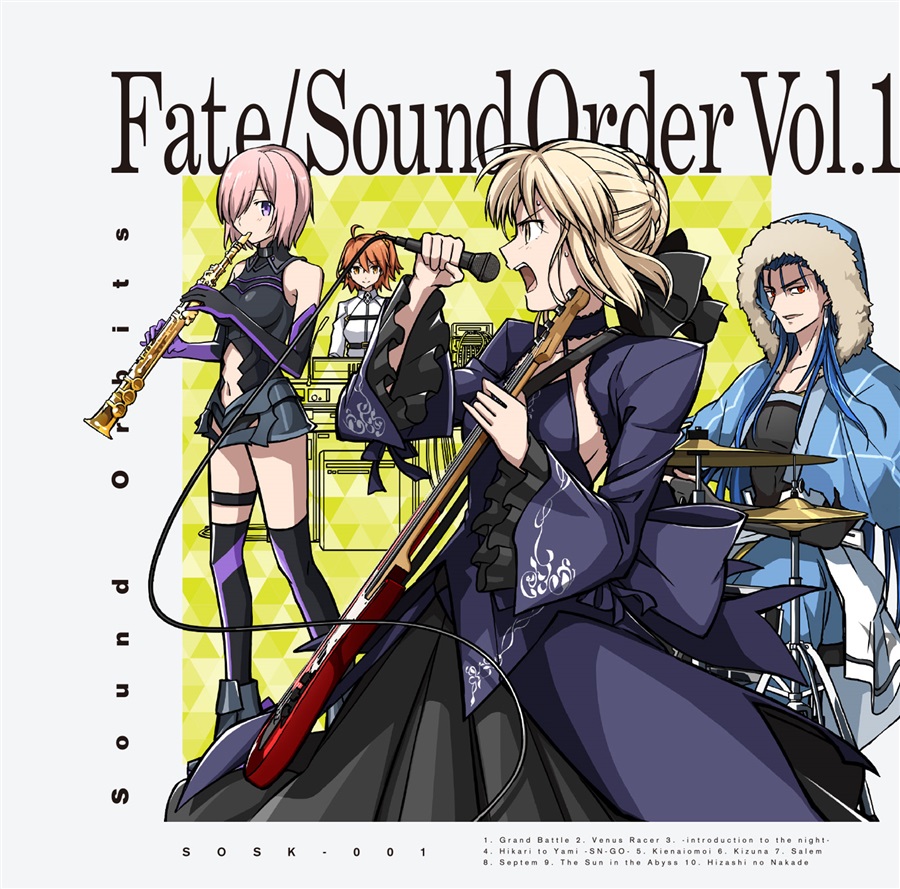 Fate/Sound Order Vol.1
sound Orbits
SOSK-001
1. Grand Battle 2. Venus Racer 3. -introduction to the night-
4. Hikari to Yami -SN-GO- 5. Kienaiomoi 6. Kizuna 7. Salem
8. Septem 9. The Sun in the Abyss 10. Hizashi no Nakade